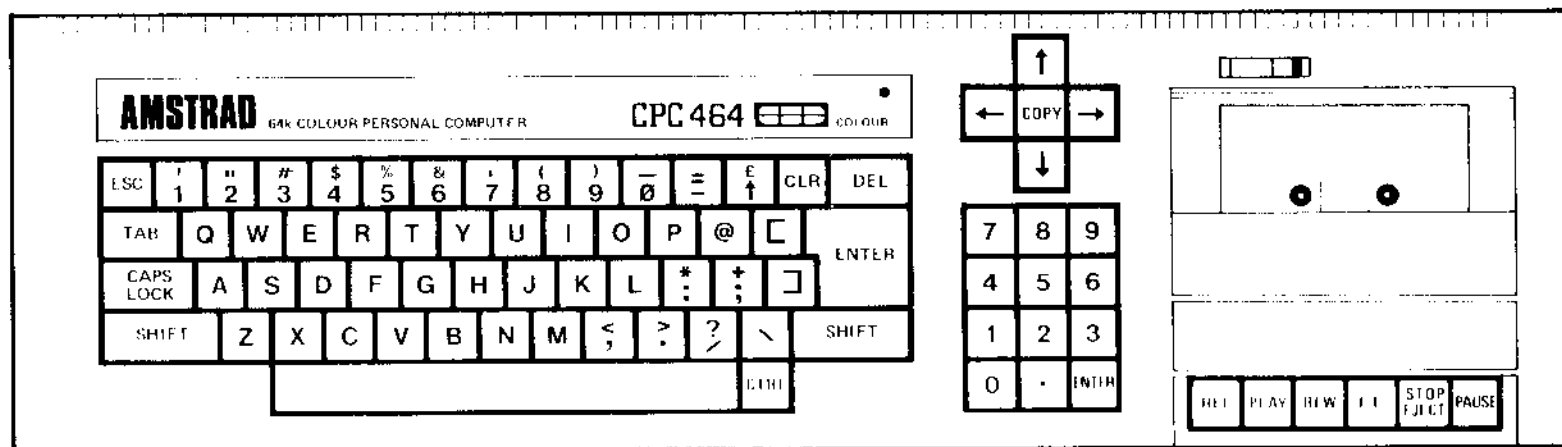 AMSTRAD 64k COLOUR PERSONAL COMPUTER CPC 464 COLOUR
ESC ! 1 " 2 # 3 $ 4 % 5 & 6 ' 7 ( 8 ) 9 _ 0 = - £ ↑ CLR DEL
TAB Q W E R T Y U I O P @ [ ENTER
CAPS LOCK A S D F G H J K L * : + ; ]
SHIFT Z X C V B N M < , > . ? / \ SHIFT
CTRL
↑
← COPY →
↓
7 8 9
4 5 6
1 2 3
0 . ENTER
REC PLAY REW F.F. STOP EJECT PAUSE